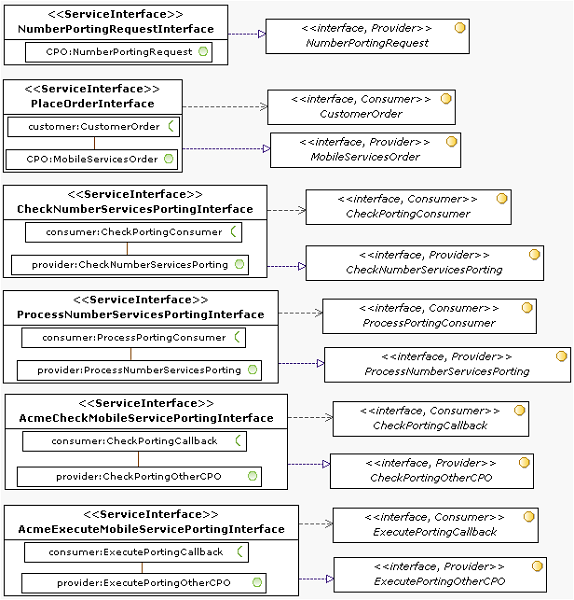 <<ServiceInterface>>
NumberPortingRequestInterface
CPO:NumberPortingRequest
<<interface, Provider>>
NumberPortingRequest
<<ServiceInterface>>
PlaceOrderInterface
customer:CustomerOrder
CPO:MobileServicesOrder
<<interface, Consumer>>
CustomerOrder
<<interface, Provider>>
MobileServicesOrder
<<ServiceInterface>>
CheckNumberServicesPortingInterface
consumer:CheckPortingConsumer
provider:CheckNumberServicesPorting
<<interface, Consumer>>
CheckPortingConsumer
<<interface, Provider>>
CheckNumberServicesPorting
<<ServiceInterface>>
ProcessNumberServicesPortingInterface
consumer:ProcessPortingConsumer
provider:ProcessNumberServicesPorting
<<interface, Consumer>>
ProcessPortingConsumer
<<interface, Provider>>
ProcessNumberServicesPorting
<<ServiceInterface>>
AcmeCheckMobileServicePortingInterface
consumer:CheckPortingCallback
provider:CheckPortingOtherCPO
<<interface, Consumer>>
CheckPortingCallback
<<interface, Provider>>
CheckPortingOtherCPO
<<ServiceInterface>>
AcmeExecuteMobileServicePortingInterface
consumer:ExecutePortingCallback
provider:ExecutePortingOtherCPO
<<interface, Consumer>>
ExecutePortingCallback
<<interface, Provider>>
ExecutePortingOtherCPO